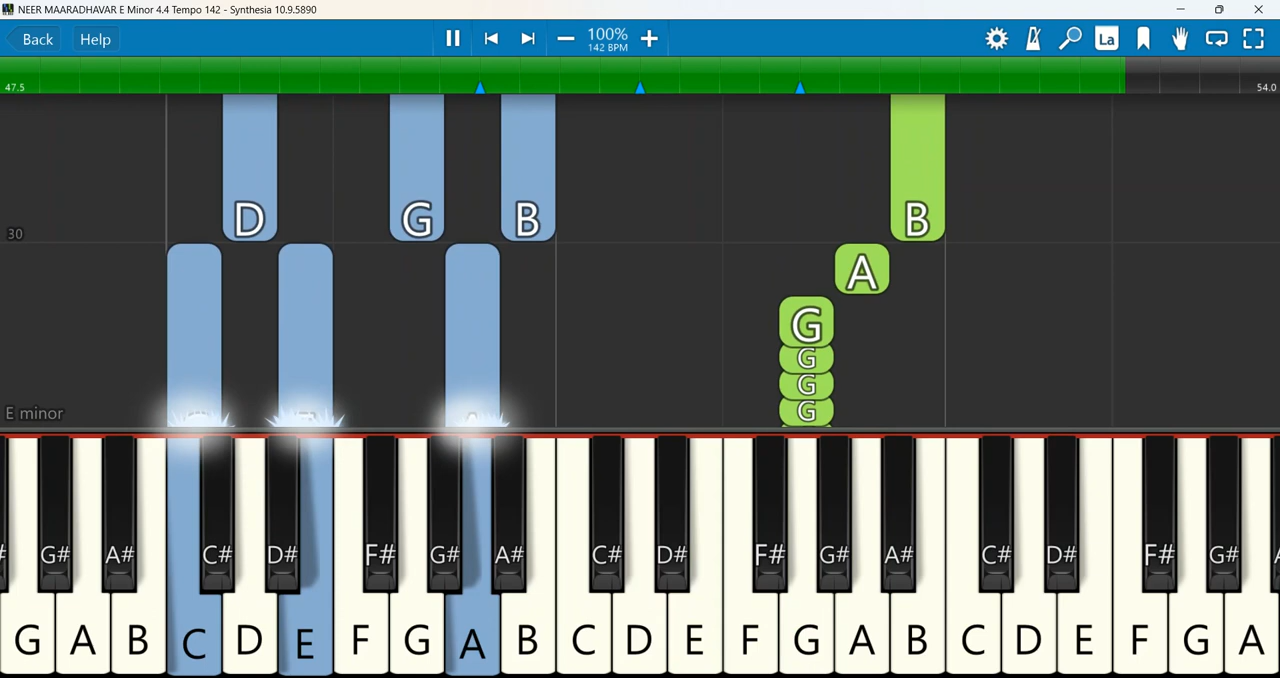 NEER MAARADHAVAR E Minor 4.4 Tempo 142 - Synthesia 10.9.5890
Back Help 100% La
142 BPM
47.5 54.0
D G B B
30
A
G
G
G
G
E minor
G# A# C# D# F# G# A# C# D# F# G# A# C# D# F# G#
G A B C D E F G A B C D E F G A B C D E F G A